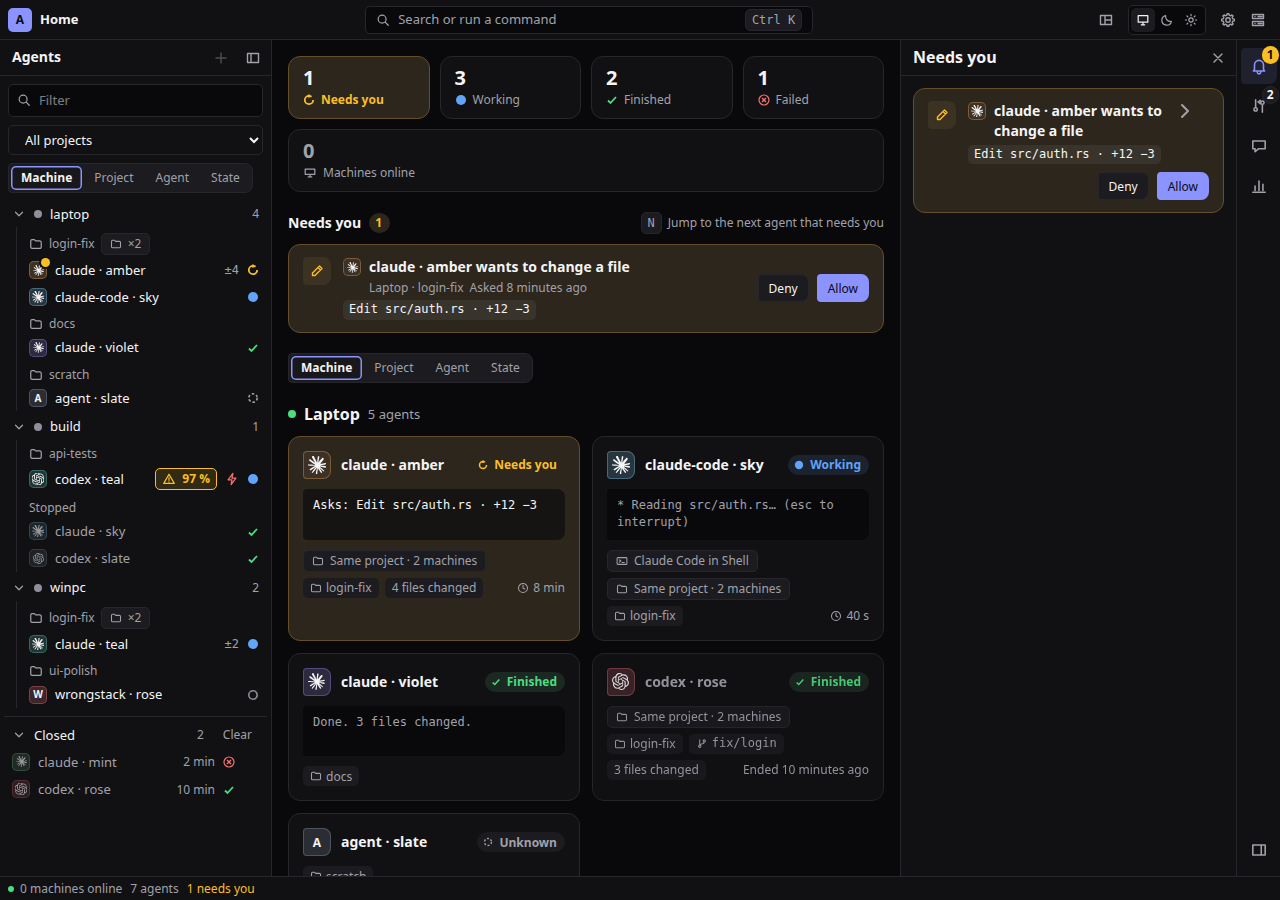 A Home
Search or run a command Ctrl K
Agents
Filter
All projects
Machine Project Agent State
laptop 4
login-fix ×2
claude · amber ±4
claude-code · sky
docs
claude · violet
scratch
A agent · slate
build 1
api-tests
codex · teal 97 %
Stopped
claude · sky
codex · slate
winpc 2
login-fix ×2
claude · teal ±2
ui-polish
W wrongstack · rose
Closed 2 Clear
claude · mint 2 min
codex · rose 10 min
1
Needs you
3
Working
2
Finished
1
Failed
0
Machines online
Needs you 1
N Jump to the next agent that needs you
claude · amber wants to change a file
Laptop · login-fix Asked 8 minutes ago
Edit src/auth.rs · +12 −3
Deny Allow
Machine Project Agent State
Laptop 5 agents
claude · amber Needs you
Asks: Edit src/auth.rs · +12 −3
Same project · 2 machines
login-fix 4 files changed 8 min
claude-code · sky Working
* Reading src/auth.rs… (esc to
interrupt)
Claude Code in Shell
Same project · 2 machines
login-fix 40 s
claude · violet Finished
Done. 3 files changed.
docs
codex · rose Finished
Same project · 2 machines
login-fix fix/login
3 files changed Ended 10 minutes ago
A agent · slate Unknown
scratch
Needs you
claude · amber wants to
change a file
Edit src/auth.rs · +12 −3
Deny Allow
1
2
0 machines online 7 agents 1 needs you